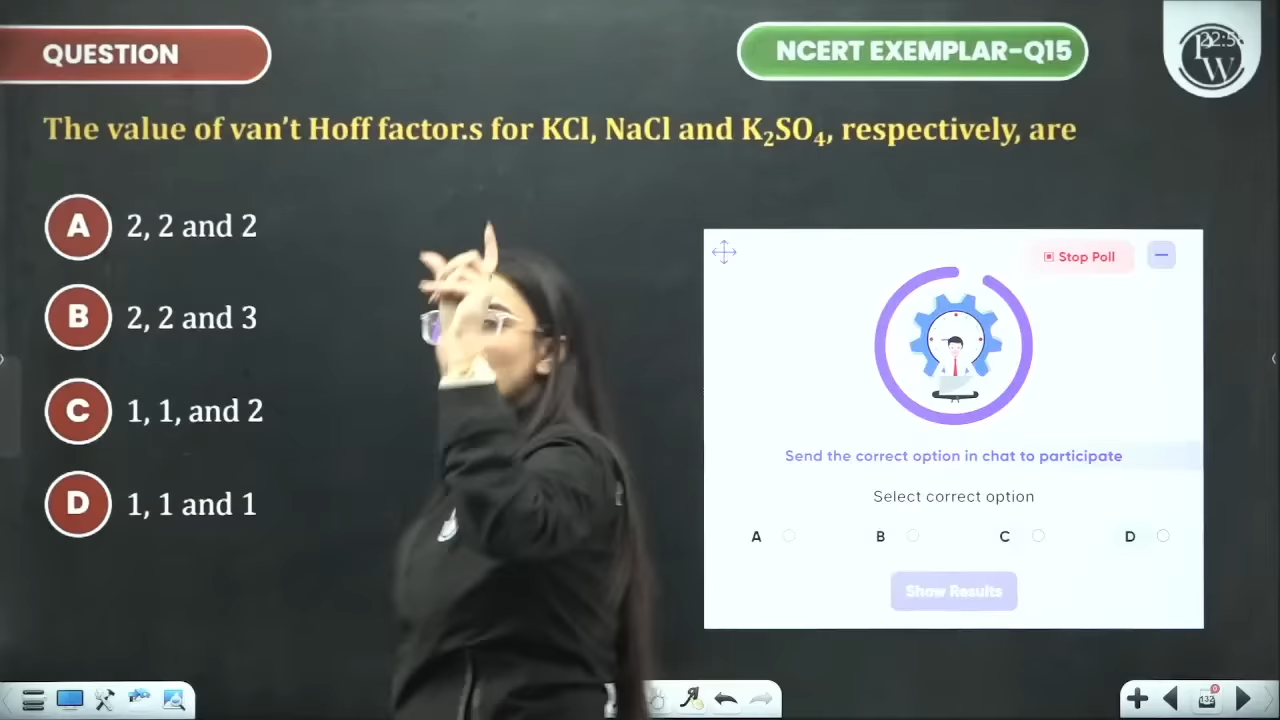 QUESTION
NCERT EXEMPLAR-Q15
The value of van't Hoff factor.s for KCl, NaCl and K₂SO₄, respectively, are
A 2, 2 and 2
B 2, 2 and 3
C 1, 1, and 2
D 1, 1 and 1
Stop Poll
Send the correct option in chat to participate
Select correct option
A B C D
Show Results
P W
132